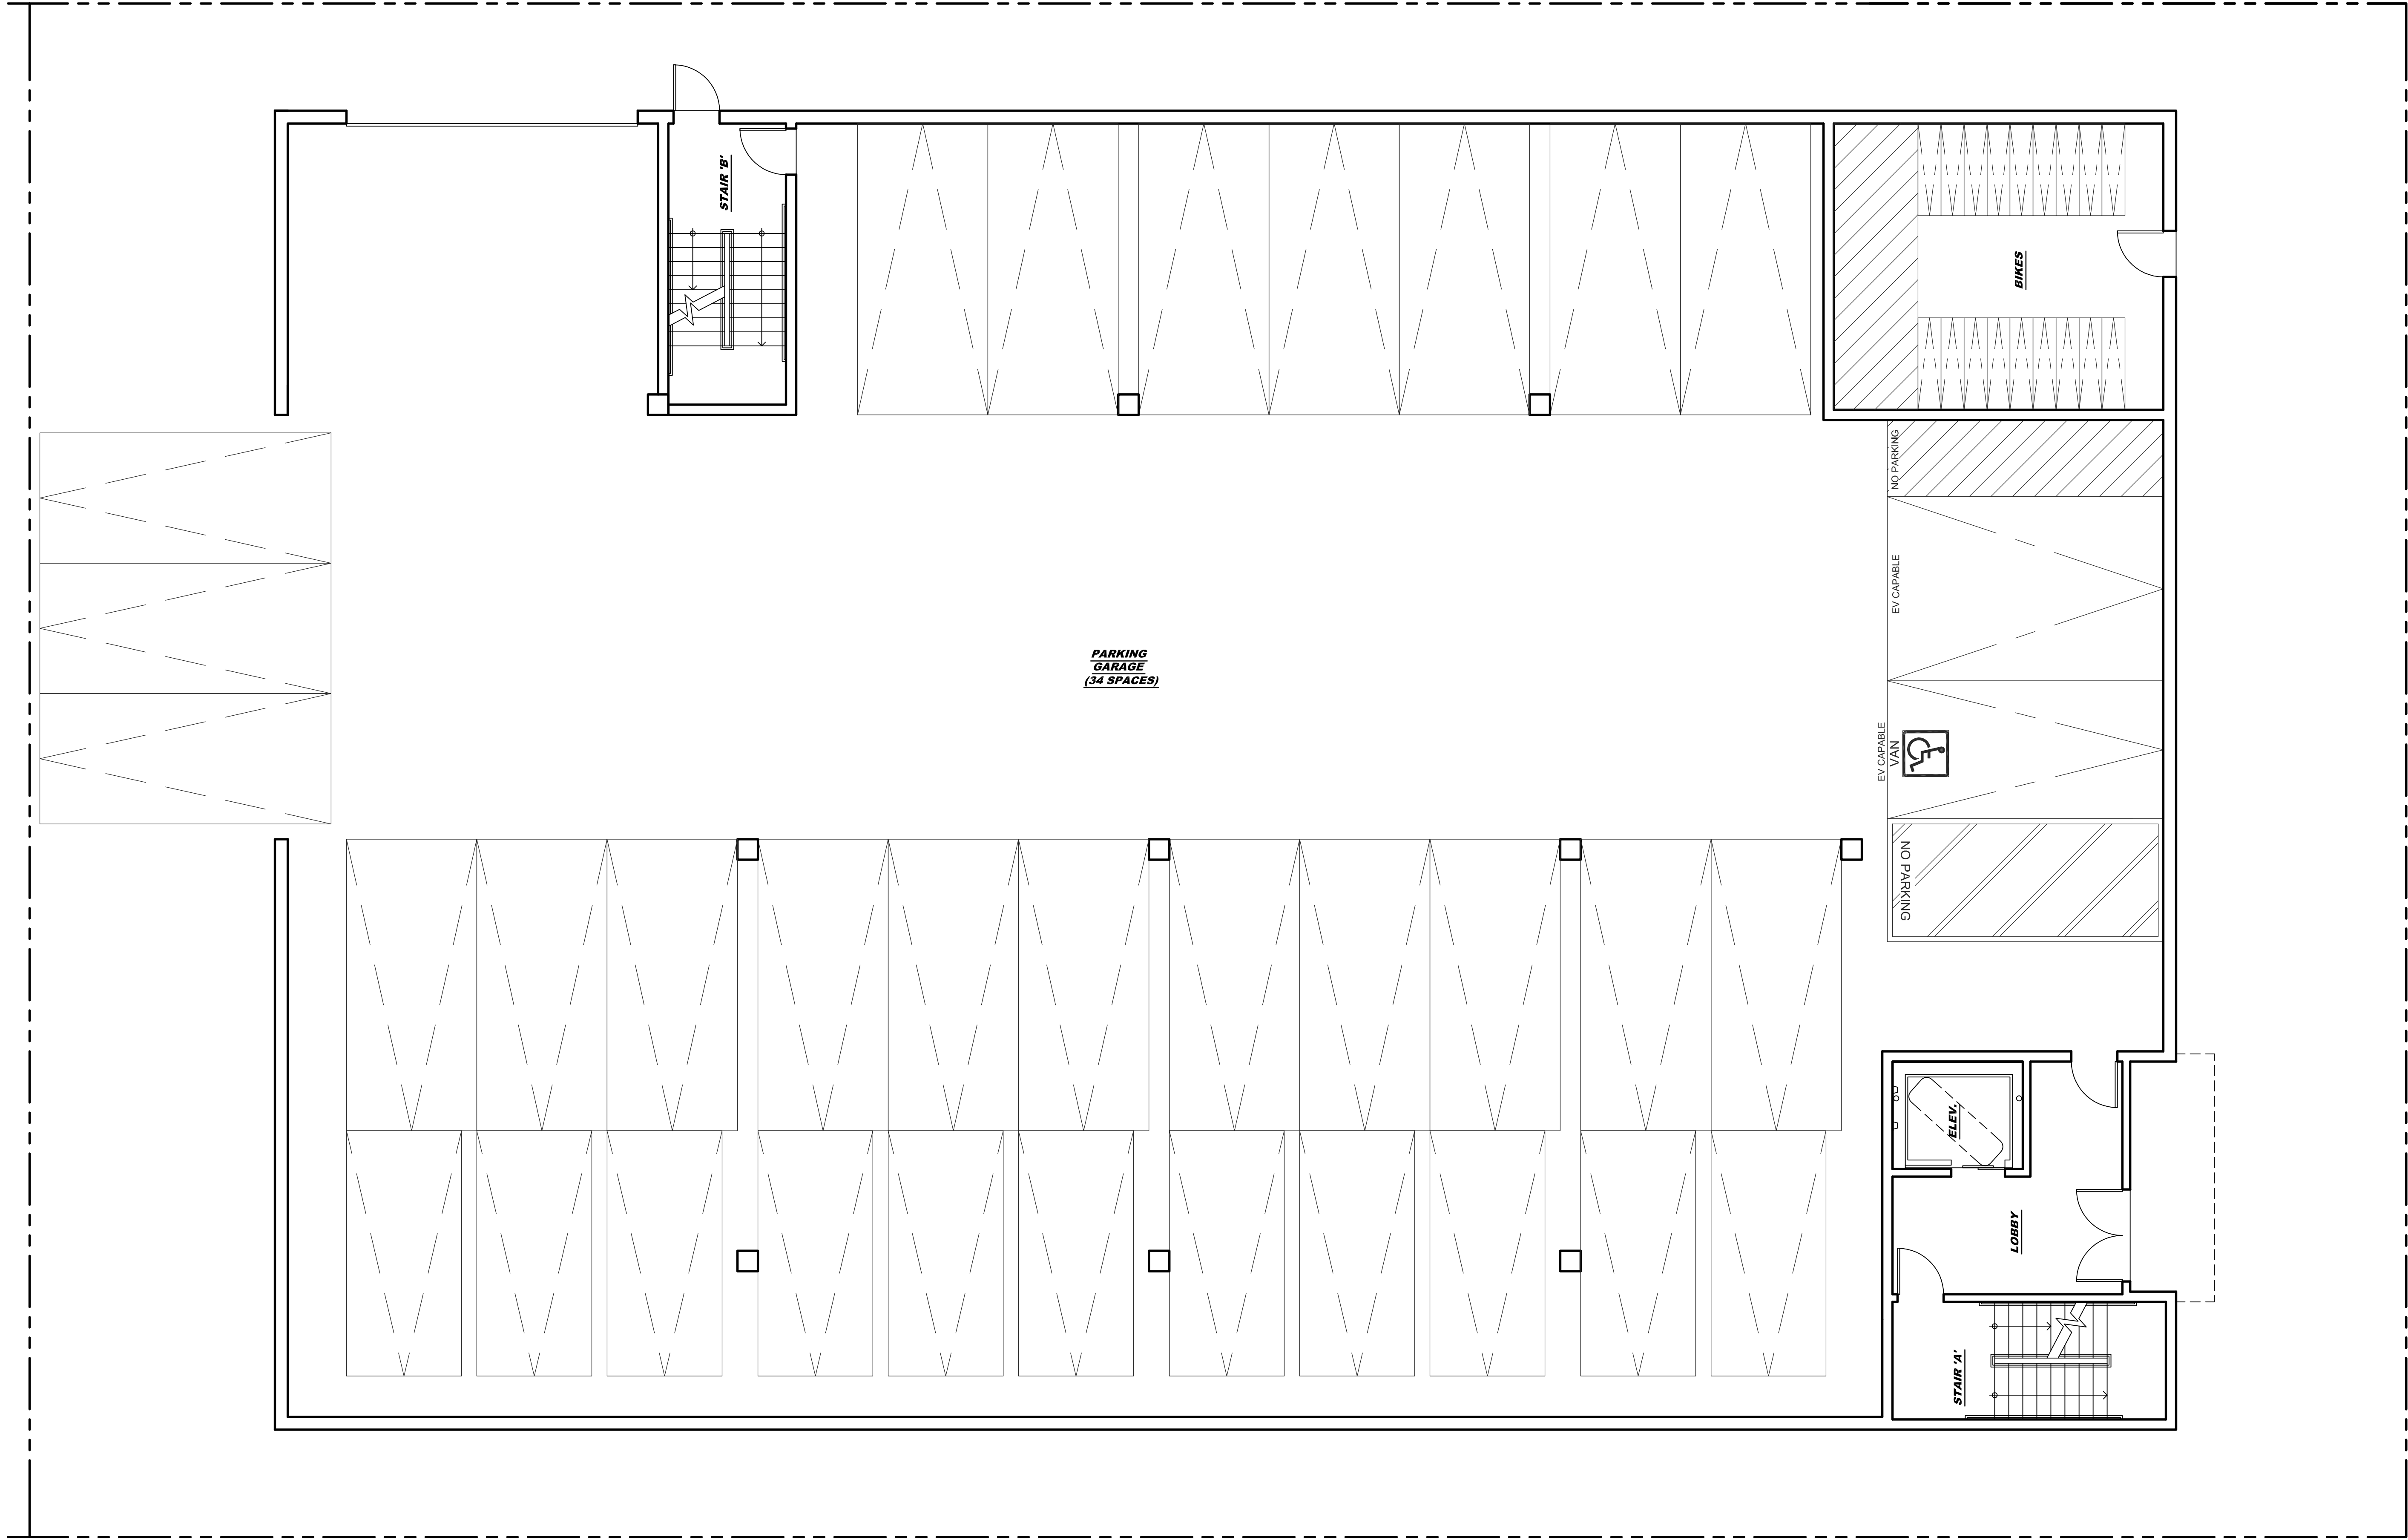 STAIR 'B'
BIKES
NO PARKING
EV CAPABLE
PARKING
GARAGE
(34 SPACES)
EV CAPABLE
VAN
NO PARKING
ELEV.
LOBBY
STAIR 'A'